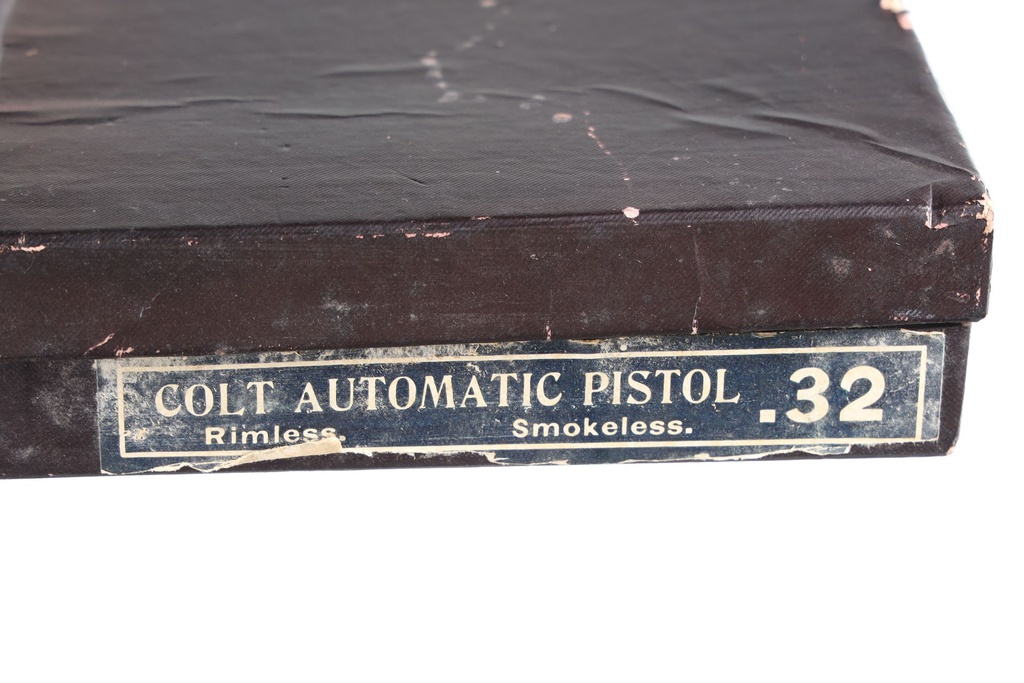 COLT AUTOMATIC PISTOL .32
Rimless. Smokeless.